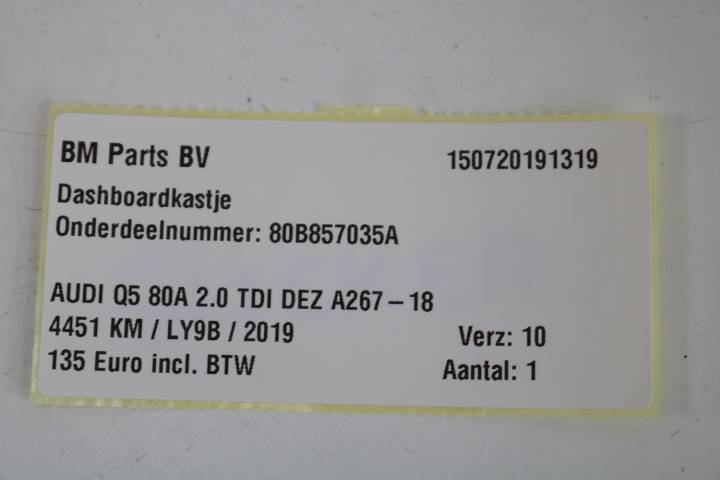 BM Parts BV 150720191319
Dashboardkastje
Onderdeelnummer: 80B857035A
AUDI Q5 80A 2.0 TDI DEZ A267-18
4451 KM / LY9B / 2019 Verz: 10
135 Euro incl. BTW Aantal: 1